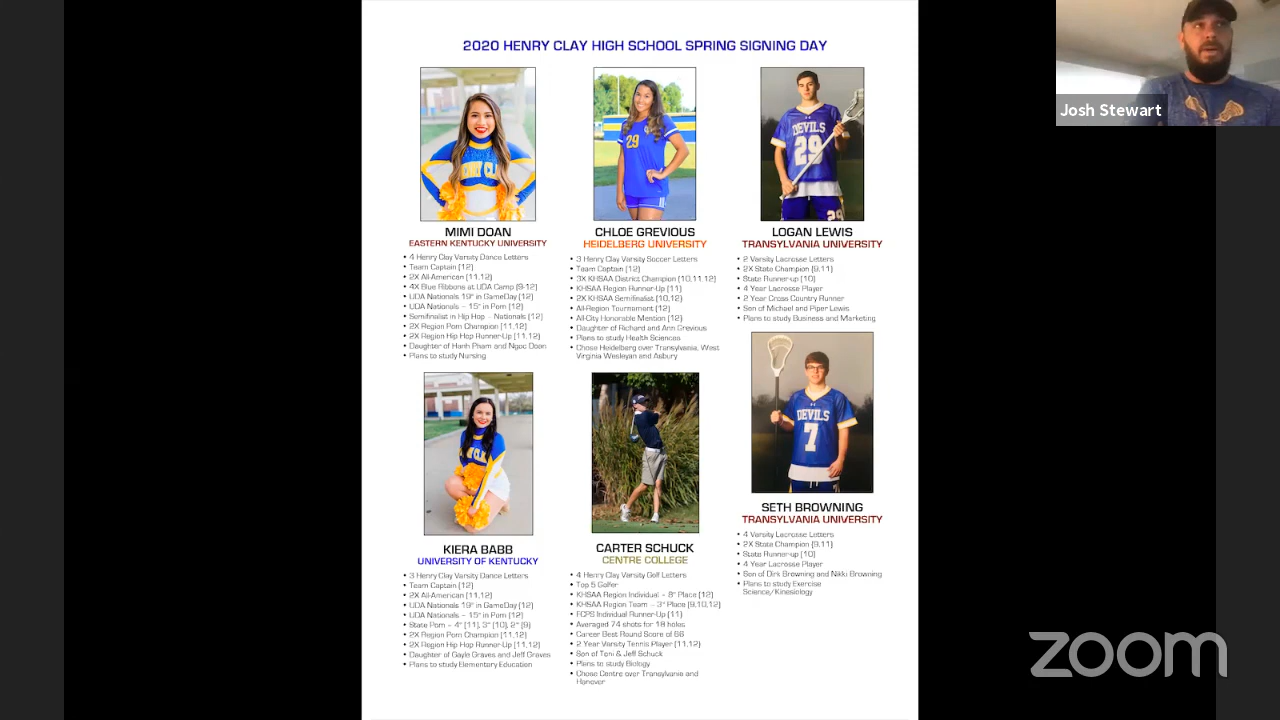 2020 HENRY CLAY HIGH SCHOOL SPRING SIGNING DAY
Josh Stewart
HENRY CLAY
29
DEVILS
29
29
MIMI DOAN
EASTERN KENTUCKY UNIVERSITY
• 4 Henry Clay Varsity Dance Letters
• Team Captain (12)
• 2X All-American (11,12)
• 4X Blue Ribbons at UDA Camp (9-12)
• UDA Nationals 19th in GameDay (12)
• UDA Nationals – 15th in Pom (12)
• Semifinalist in Hip Hop – Nationals (12)
• 2X Region Pom Champion (11,12)
• 2X Region Hip Hop Runner-Up (11,12)
• Daughter of Hanh Pham and Ngoc Doan
• Plans to study Nursing
CHLOE GREVIOUS
HEIDELBERG UNIVERSITY
• 3 Henry Clay Varsity Soccer Letters
• Team Captain (12)
• 3X KHSAA District Champion (10,11,12)
• KHSAA Region Runner-Up (11)
• 2X KHSAA Semifinalist (10,12)
• All-Region Tournament (12)
• All-City Honorable Mention (12)
• Daughter of Richard and Ann Grevious
• Plans to study Health Sciences
• Chose Heidelberg over Transylvania, West
Virginia Wesleyan and Asbury
LOGAN LEWIS
TRANSYLVANIA UNIVERSITY
• 2 Varsity Lacrosse Letters
• 2X State Champion (9,11)
• State Runner-up (10)
• 4 Year Lacrosse Player
• 2 Year Cross Country Runner
• Son of Michael and Piper Lewis
• Plans to study Business and Marketing
DEVILS
7
KIERA BABB
UNIVERSITY OF KENTUCKY
• 3 Henry Clay Varsity Dance Letters
• Team Captain (12)
• 2X All-American (11,12)
• UDA Nationals 19th in GameDay (12)
• UDA Nationals – 15th in Pom (12)
• State Pom – 4th (11), 3rd (10), 2nd (9)
• 2X Region Pom Champion (11,12)
• 2X Region Hip Hop Runner-Up (11,12)
• Daughter of Gayle Graves and Jeff Graves
• Plans to study Elementary Education
CARTER SCHUCK
CENTRE COLLEGE
• 4 Henry Clay Varsity Golf Letters
• Top 5 Golfer
• KHSAA Region Individual – 8th Place (12)
• KHSAA Region Team – 3rd Place (9,10,12)
• FCPS Individual Runner-Up (11)
• Averaged 74 shots for 18 holes
• Career Best Round Score of 66
• 2 Year Varsity Tennis Player (11,12)
• Son of Toni & Jeff Schuck
• Plans to study Biology
• Chose Centre over Transylvania and
Hanover
SETH BROWNING
TRANSYLVANIA UNIVERSITY
• 4 Varsity Lacrosse Letters
• 2X State Champion (9,11)
• State Runner-up (10)
• 4 Year Lacrosse Player
• Son of Dirk Browning and Nikki Browning
• Plans to study Exercise
Science/Kinesiology
zoom